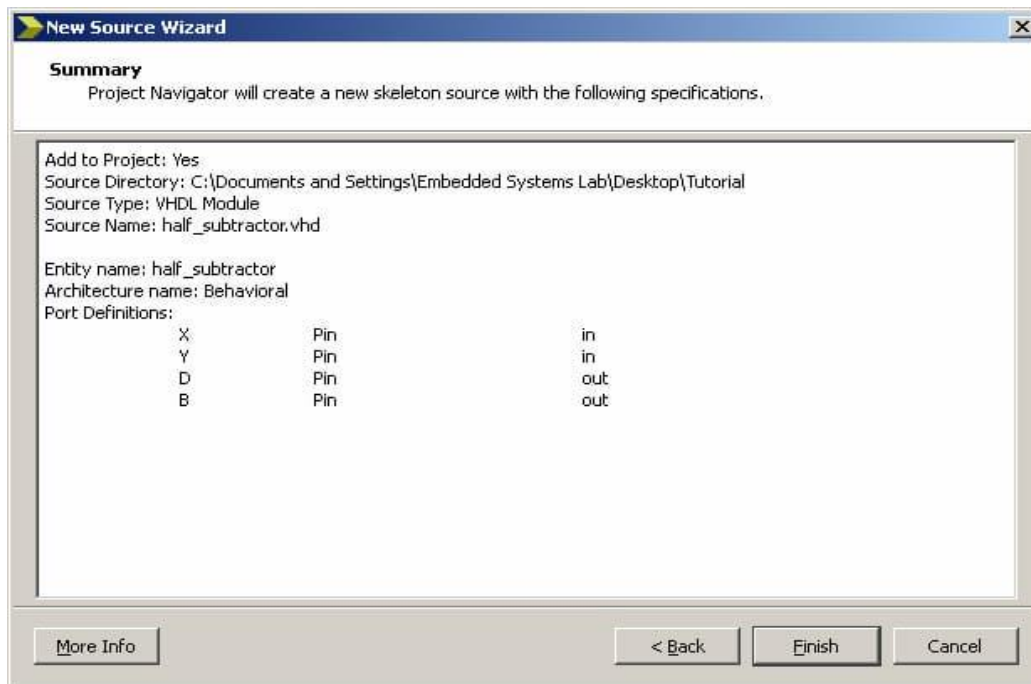 New Source Wizard
Summary
Project Navigator will create a new skeleton source with the following specifications.
Add to Project: Yes
Source Directory: C:\Documents and Settings\Embedded Systems Lab\Desktop\Tutorial
Source Type: VHDL Module
Source Name: half_subtractor.vhd
Entity name: half_subtractor
Architecture name: Behavioral
Port Definitions:
X Pin in
Y Pin in
D Pin out
B Pin out
More Info < Back Finish Cancel